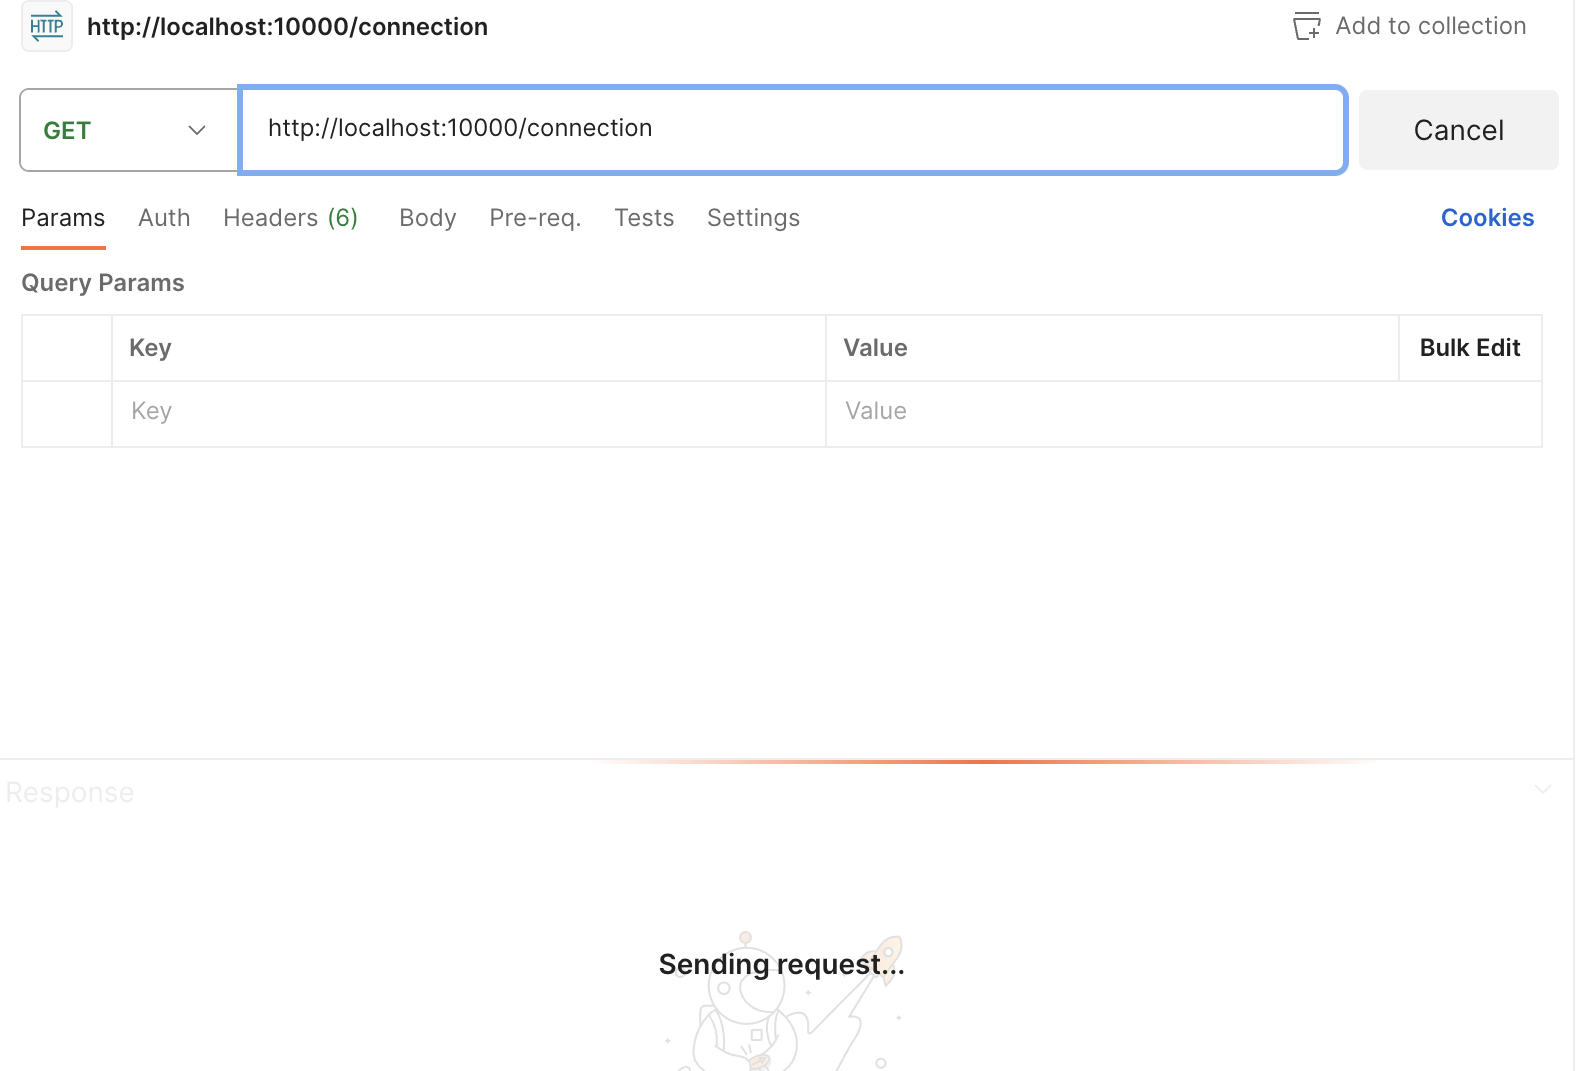 HTTP http://localhost:10000/connection Add to collection
GET http://localhost:10000/connection Cancel
Params Auth Headers (6) Body Pre-req. Tests Settings Cookies
Query Params
Key Value Bulk Edit
Key Value
Response
Sending request...